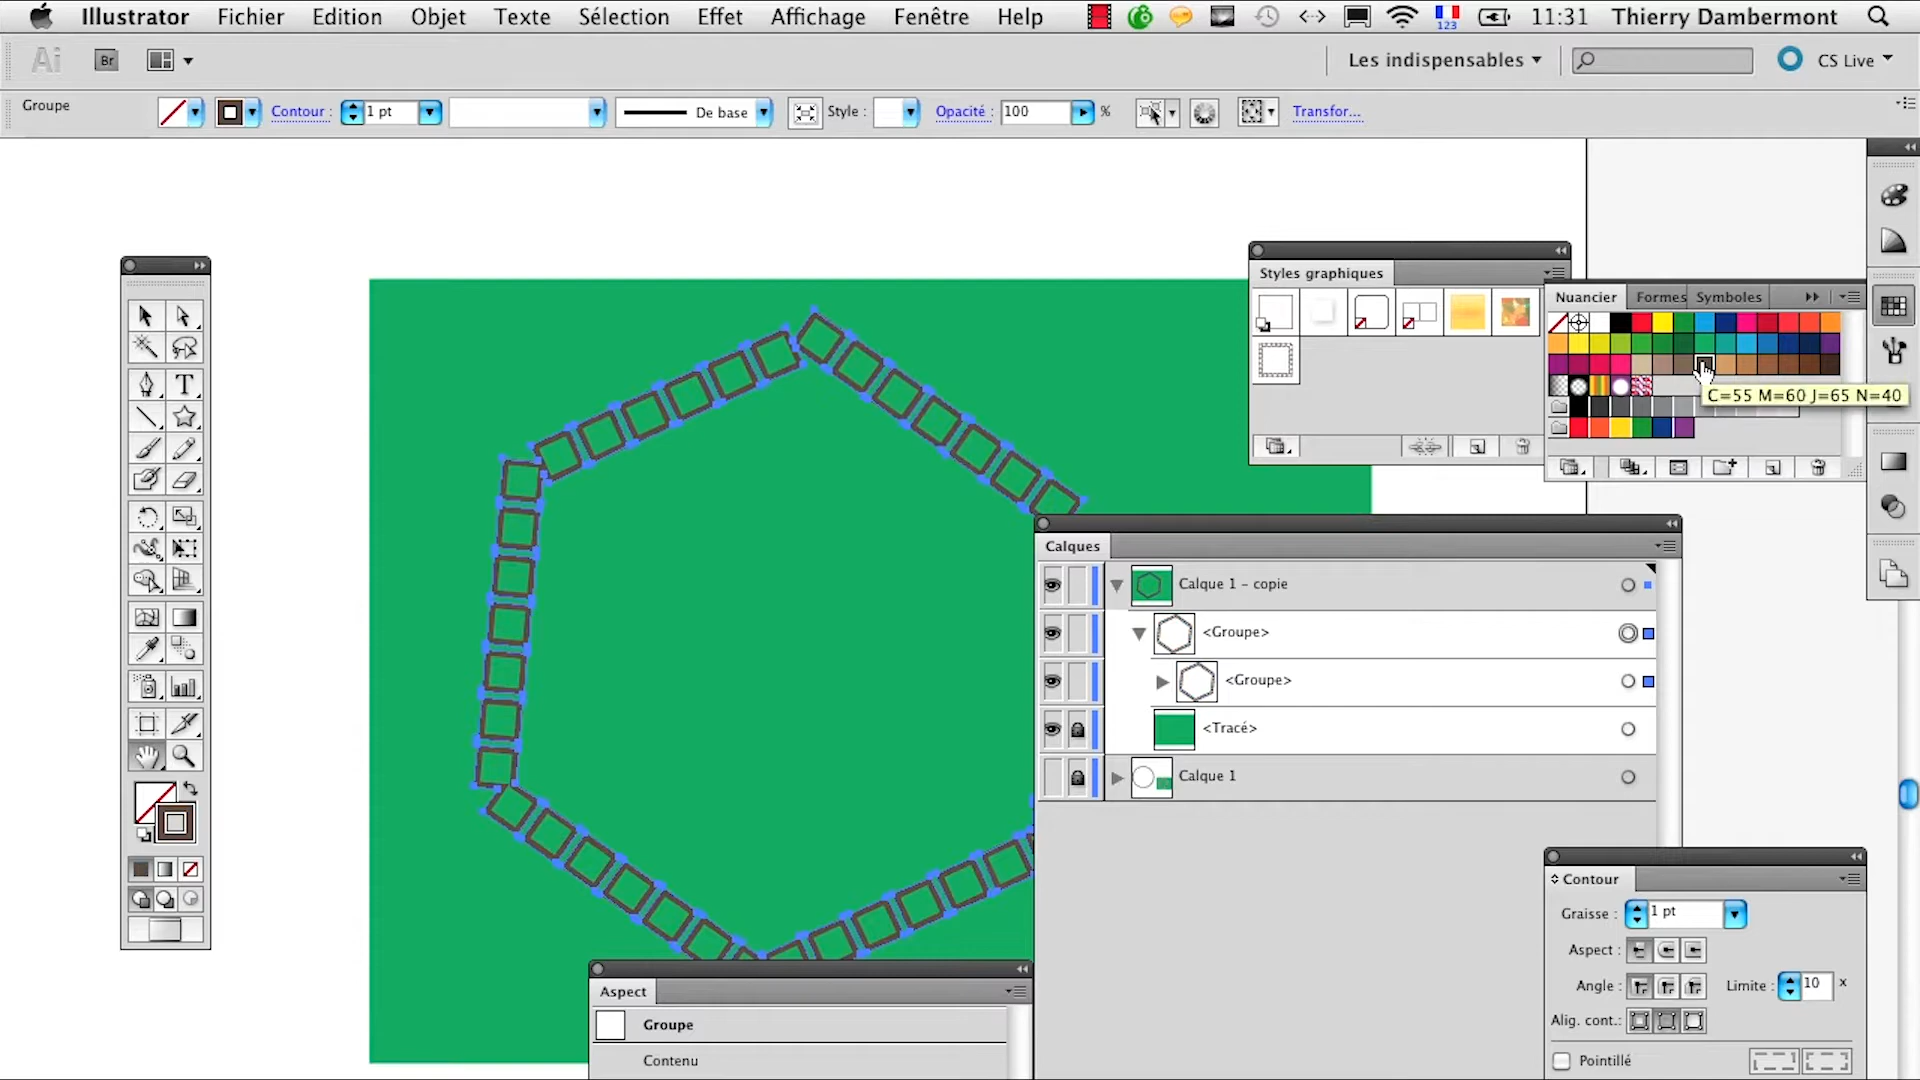 Illustrator Fichier Edition Objet Texte Sélection Effet Affichage Fenêtre Help 123 11:31 Thierry Dambermont
Ai Br Les indispensables CS Live
Groupe Contour : 1 pt De base Style : Opacité : 100 % Transfor...
Styles graphiques
Nuancier Formes Symboles
C=55 M=60 J=65 N=40
Calques
Calque 1 - copie
<Groupe>
<Groupe>
<Tracé>
Calque 1
Contour
Graisse : 1 pt
Aspect :
Angle : Limite : 10 x
Alig. cont.:
Pointillé
Aspect
Groupe
Contenu